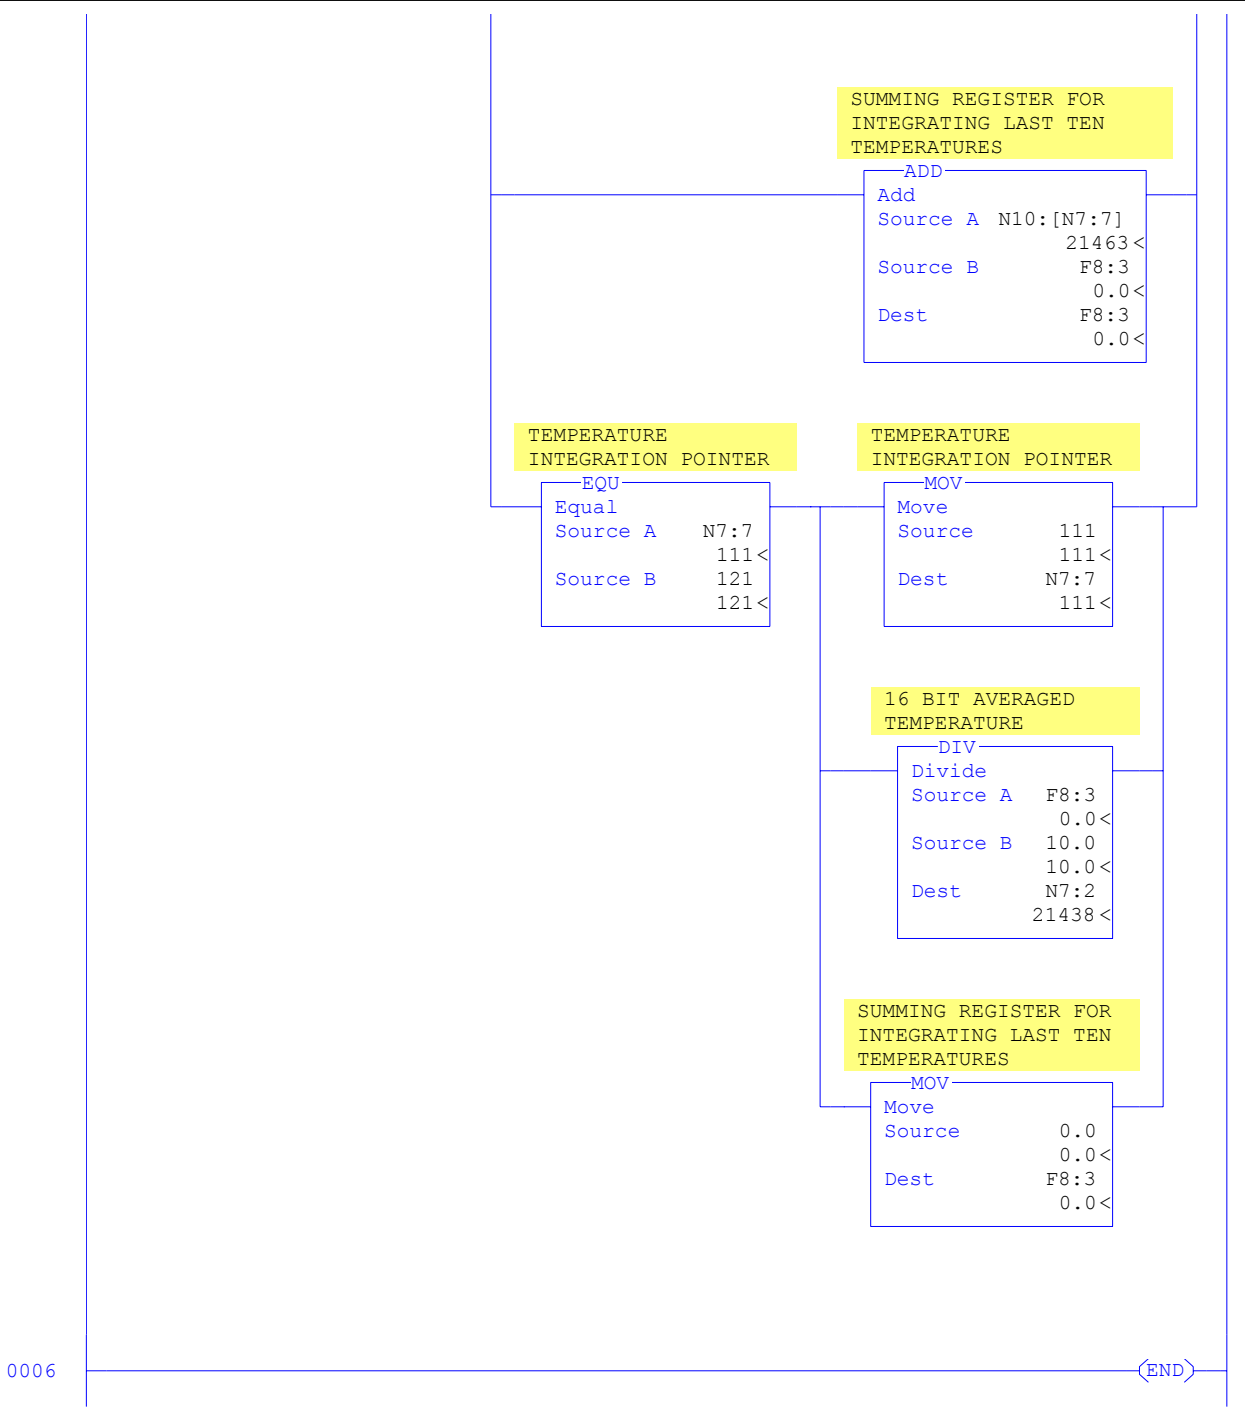 SUMMING REGISTER FOR
INTEGRATING LAST TEN
TEMPERATURES
ADD
Add
Source A N10:[N7:7]
21463<
Source B F8:3
0.0<
Dest F8:3
0.0<
TEMPERATURE
INTEGRATION POINTER
EQU
Equal
Source A N7:7
111<
Source B 121
121<
TEMPERATURE
INTEGRATION POINTER
MOV
Move
Source 111
111<
Dest N7:7
111<
16 BIT AVERAGED
TEMPERATURE
DIV
Divide
Source A F8:3
0.0<
Source B 10.0
10.0<
Dest N7:2
21438<
SUMMING REGISTER FOR
INTEGRATING LAST TEN
TEMPERATURES
MOV
Move
Source 0.0
0.0<
Dest F8:3
0.0<
0006 (END)